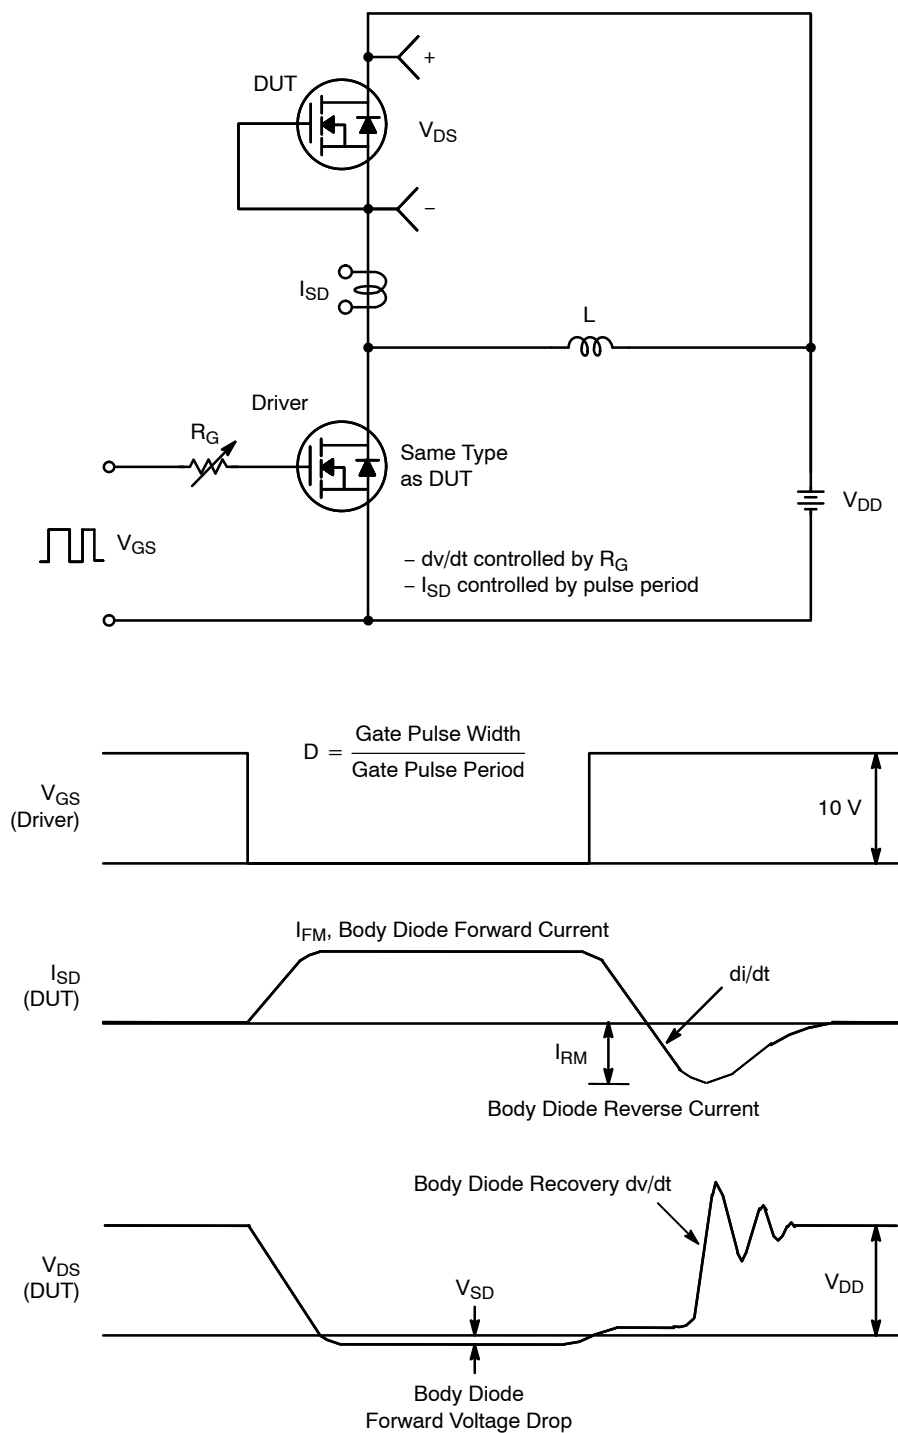 +
DUT
V_DS
−
I_SD
L
Driver
R_G
Same Type
as DUT
V_DD
V_GS
− dv/dt controlled by R_G
− I_SD controlled by pulse period
D = Gate Pulse Width
Gate Pulse Period
V_GS
(Driver)
10 V
I_FM, Body Diode Forward Current
I_SD
(DUT)
di/dt
I_RM
Body Diode Reverse Current
Body Diode Recovery dv/dt
V_DS
(DUT)
V_SD
V_DD
Body Diode
Forward Voltage Drop